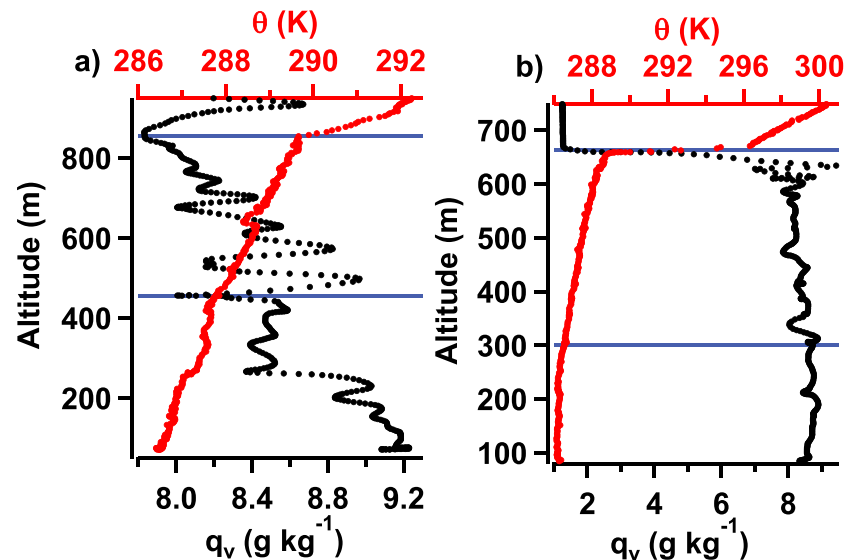 θ (K)
286 288 290 292
a)
800
600
400
200
Altitude (m)
8.0 8.4 8.8 9.2
qv (g kg-1)
θ (K)
288 292 296 300
b)
700
600
500
400
300
200
100
Altitude (m)
2 4 6 8
qv (g kg-1)